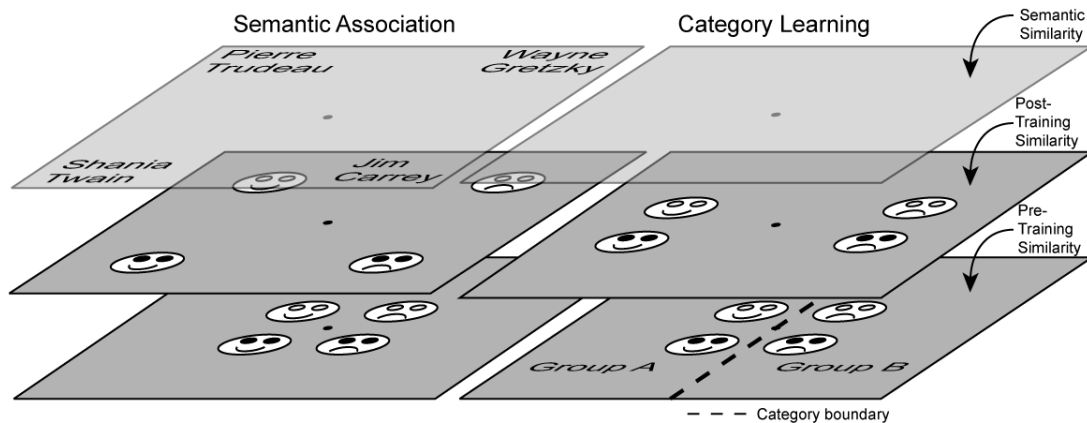 Semantic Association
Category Learning
Semantic
Similarity
Pierre
Trudeau
Wayne
Gretzky
Post-
Training
Similarity
Shania
Twain
Jim
Carrey
Pre-
Training
Similarity
Group A
Group B
Category boundary